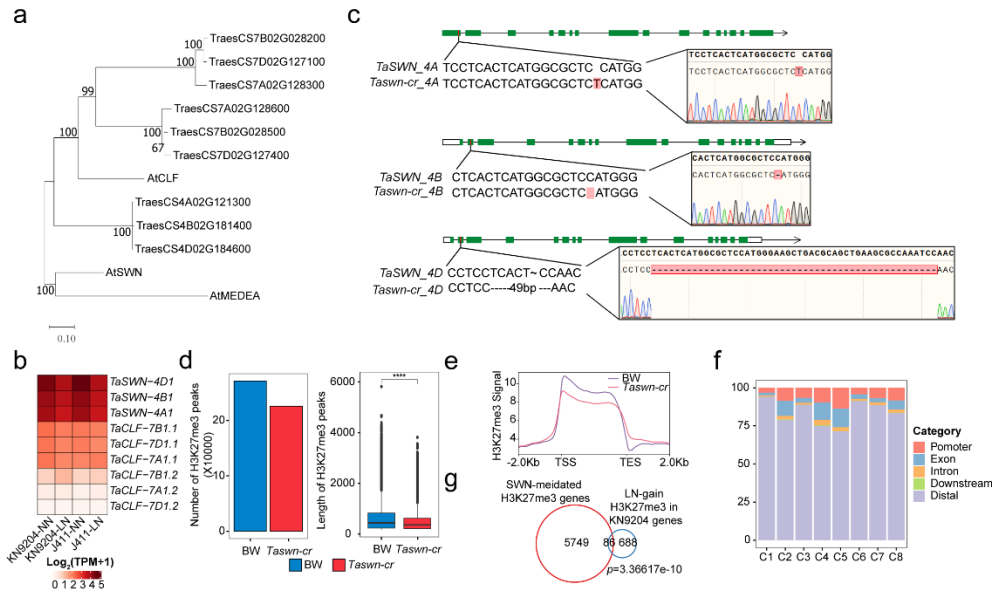 a
100
TraesCS7B02G028200
100
TraesCS7D02G127100
TraesCS7A02G128300
99
TraesCS7A02G128600
100
100
TraesCS7B02G028500
67
TraesCS7D02G127400
AtCLF
TraesCS4A02G121300
TraesCS4B02G181400
100
TraesCS4D02G184600
AtSWN
100
AtMEDEA
0.10
b
TaSWN−4D1
TaSWN−4B1
TaSWN−4A1
TaCLF−7B1.1
TaCLF−7D1.1
TaCLF−7A1.1
TaCLF−7B1.2
TaCLF−7A1.2
TaCLF−7D1.2
KN9204-NN
KN9204-LN
J411-NN
J411-LN
Log2(TPM+1)
0 1 2 3 4 5
c
TaSWN_4A TCCTCACTCATGGCGCTC CATGG
Taswn-cr_4A TCCTCACTCATGGCGCTCTCATGG
TCCTCACTCATGGCGCTC CATGG
TCCTCACTCATGGCGCTCTCATGG
TaSWN_4B CTCACTCATGGCGCTCCATGGG
Taswn-cr_4B CTCACTCATGGCGCTC ATGGG
CACTCATGGCGCTCCATGGG
CACTCATGGCGCTC-ATGGG
TaSWN_4D CCTCCTCACT~CCAAC
Taswn-cr_4D CCTCC-----49bp---AAC
CCTCCTCACTCATGGCGCTCCATGGGAAGCTGACGCAGCTGAAGCGCCAAATCCAAC
CCTCC-------------------------------------------------AAC
d
Number of H3K27me3 peaks
(X10000)
20
10
0
BW
Taswn-cr
Length of H3K27me3 peaks
6000
4000
2000
0
****
BW
Taswn-cr
BW
Taswn-cr
e
H3K27me3 Signal
10
8
6
4
BW
Taswn-cr
-2.0Kb
TSS
TES
2.0Kb
g
SWN-meidated
H3K27me3 genes
LN-gain
H3K27me3 in
KN9204 genes
5749
86
688
p=3.36617e-10
f
100
75
50
25
0
C1 C2 C3 C4 C5 C6 C7 C8
Category
Pomoter
Exon
Intron
Downstream
Distal